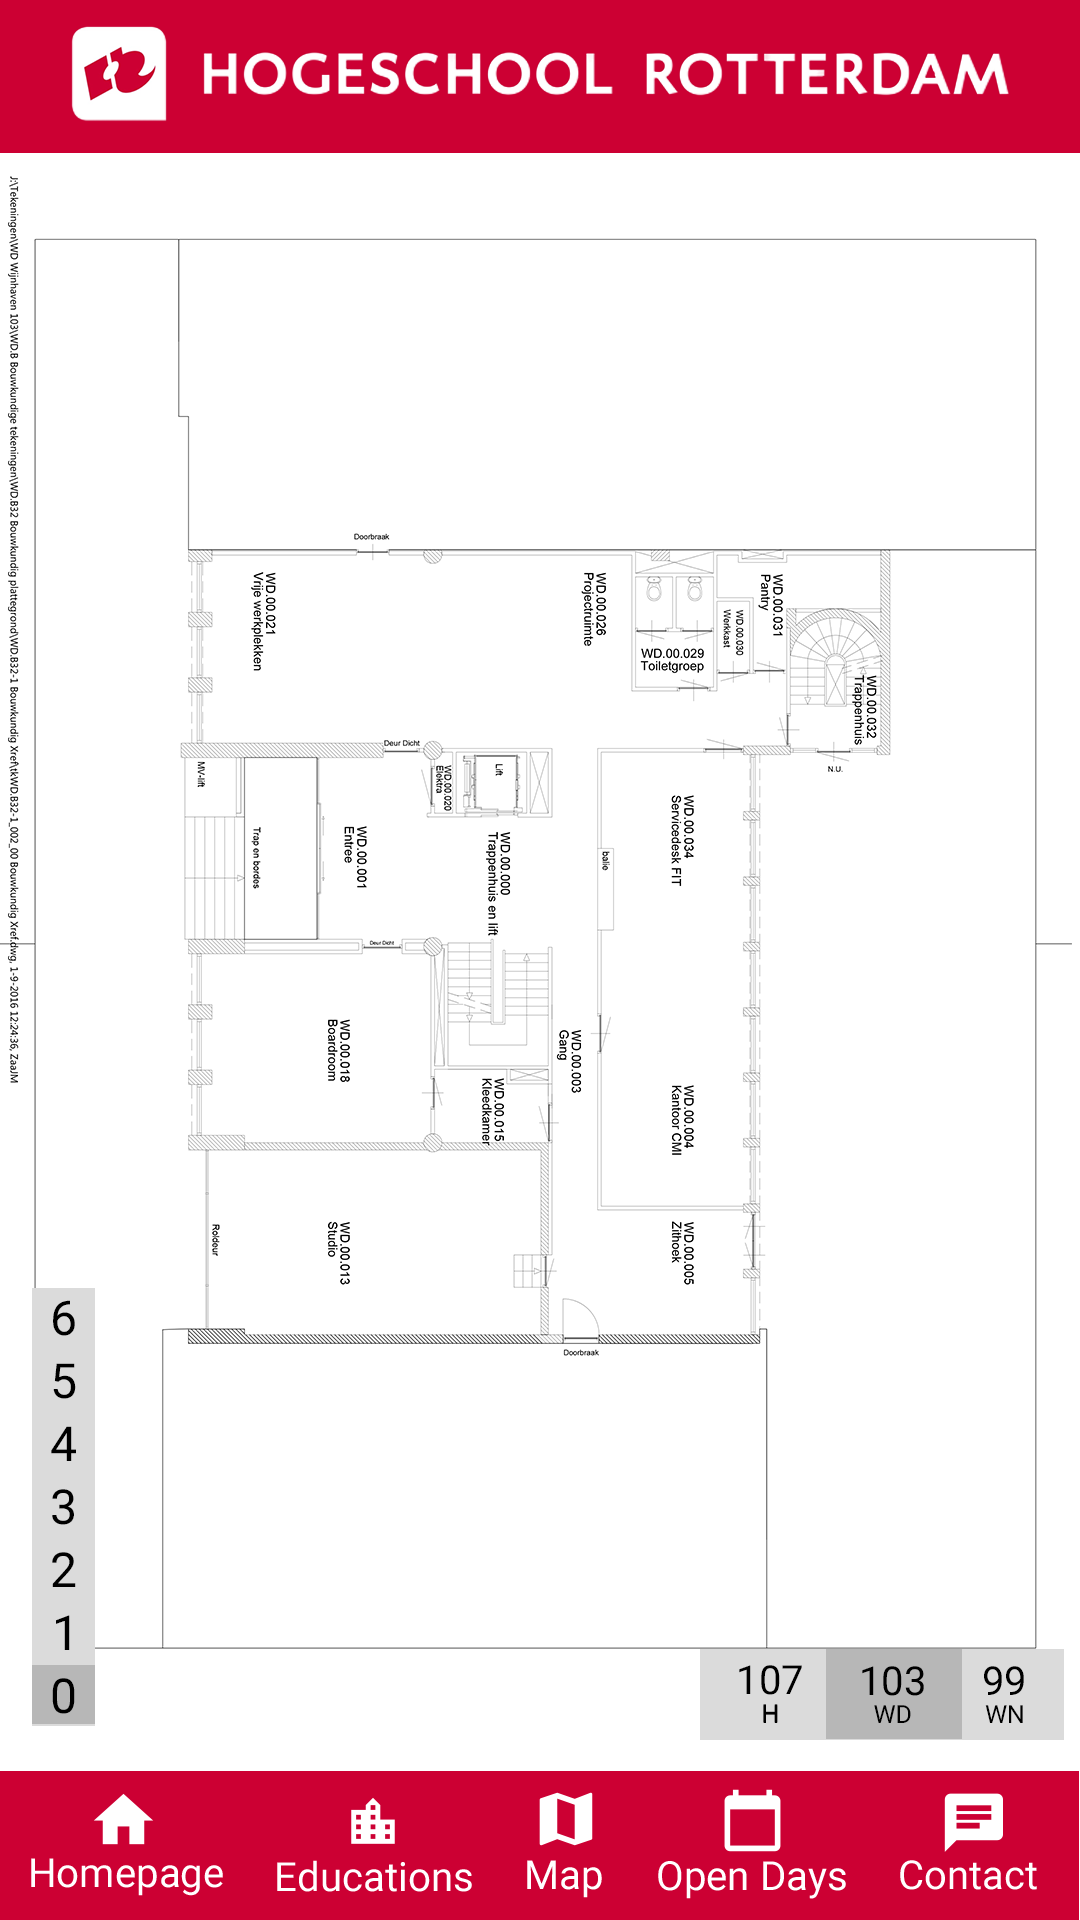 HOGESCHOOL ROTTERDAM
J:\Tekeningen\WD Wijnhaven 103\WD.B Bouwkundige tekeningen\WD.B32 Bouwkundig plattegrond\WD.B32-1 Bouwkundig Xref\tkWD.B32-1_002_00 Bouwkundig Xref.dwg, 1-9-2016 12:24:36, ZaaJM
Doorbraak
WD.00.021
Vrije werkplekken
WD.00.026
Projectruimte
WD.00.031
Pantry
WD.00.030
Werkkast
WD.00.029
Toiletgroep
WD.00.032
Trappenhuis
N.U.
Deur Dicht
MV-lift
WD.00.020
Elektra
Lift
WD.00.034
Servicedesk FIT
Trap en bordes
WD.00.001
Entree
WD.00.000
Trappenhuis en lift
balie
Deur Dicht
WD.00.018
Boardroom
WD.00.003
Gang
WD.00.015
Kleedkamer
WD.00.004
Kantoor CMI
Roldeur
WD.00.013
Studio
WD.00.005
Zithoek
Doorbraak
6
5
4
3
2
1
0
107
H
103
WD
99
WN
Homepage
Educations
Map
Open Days
Contact